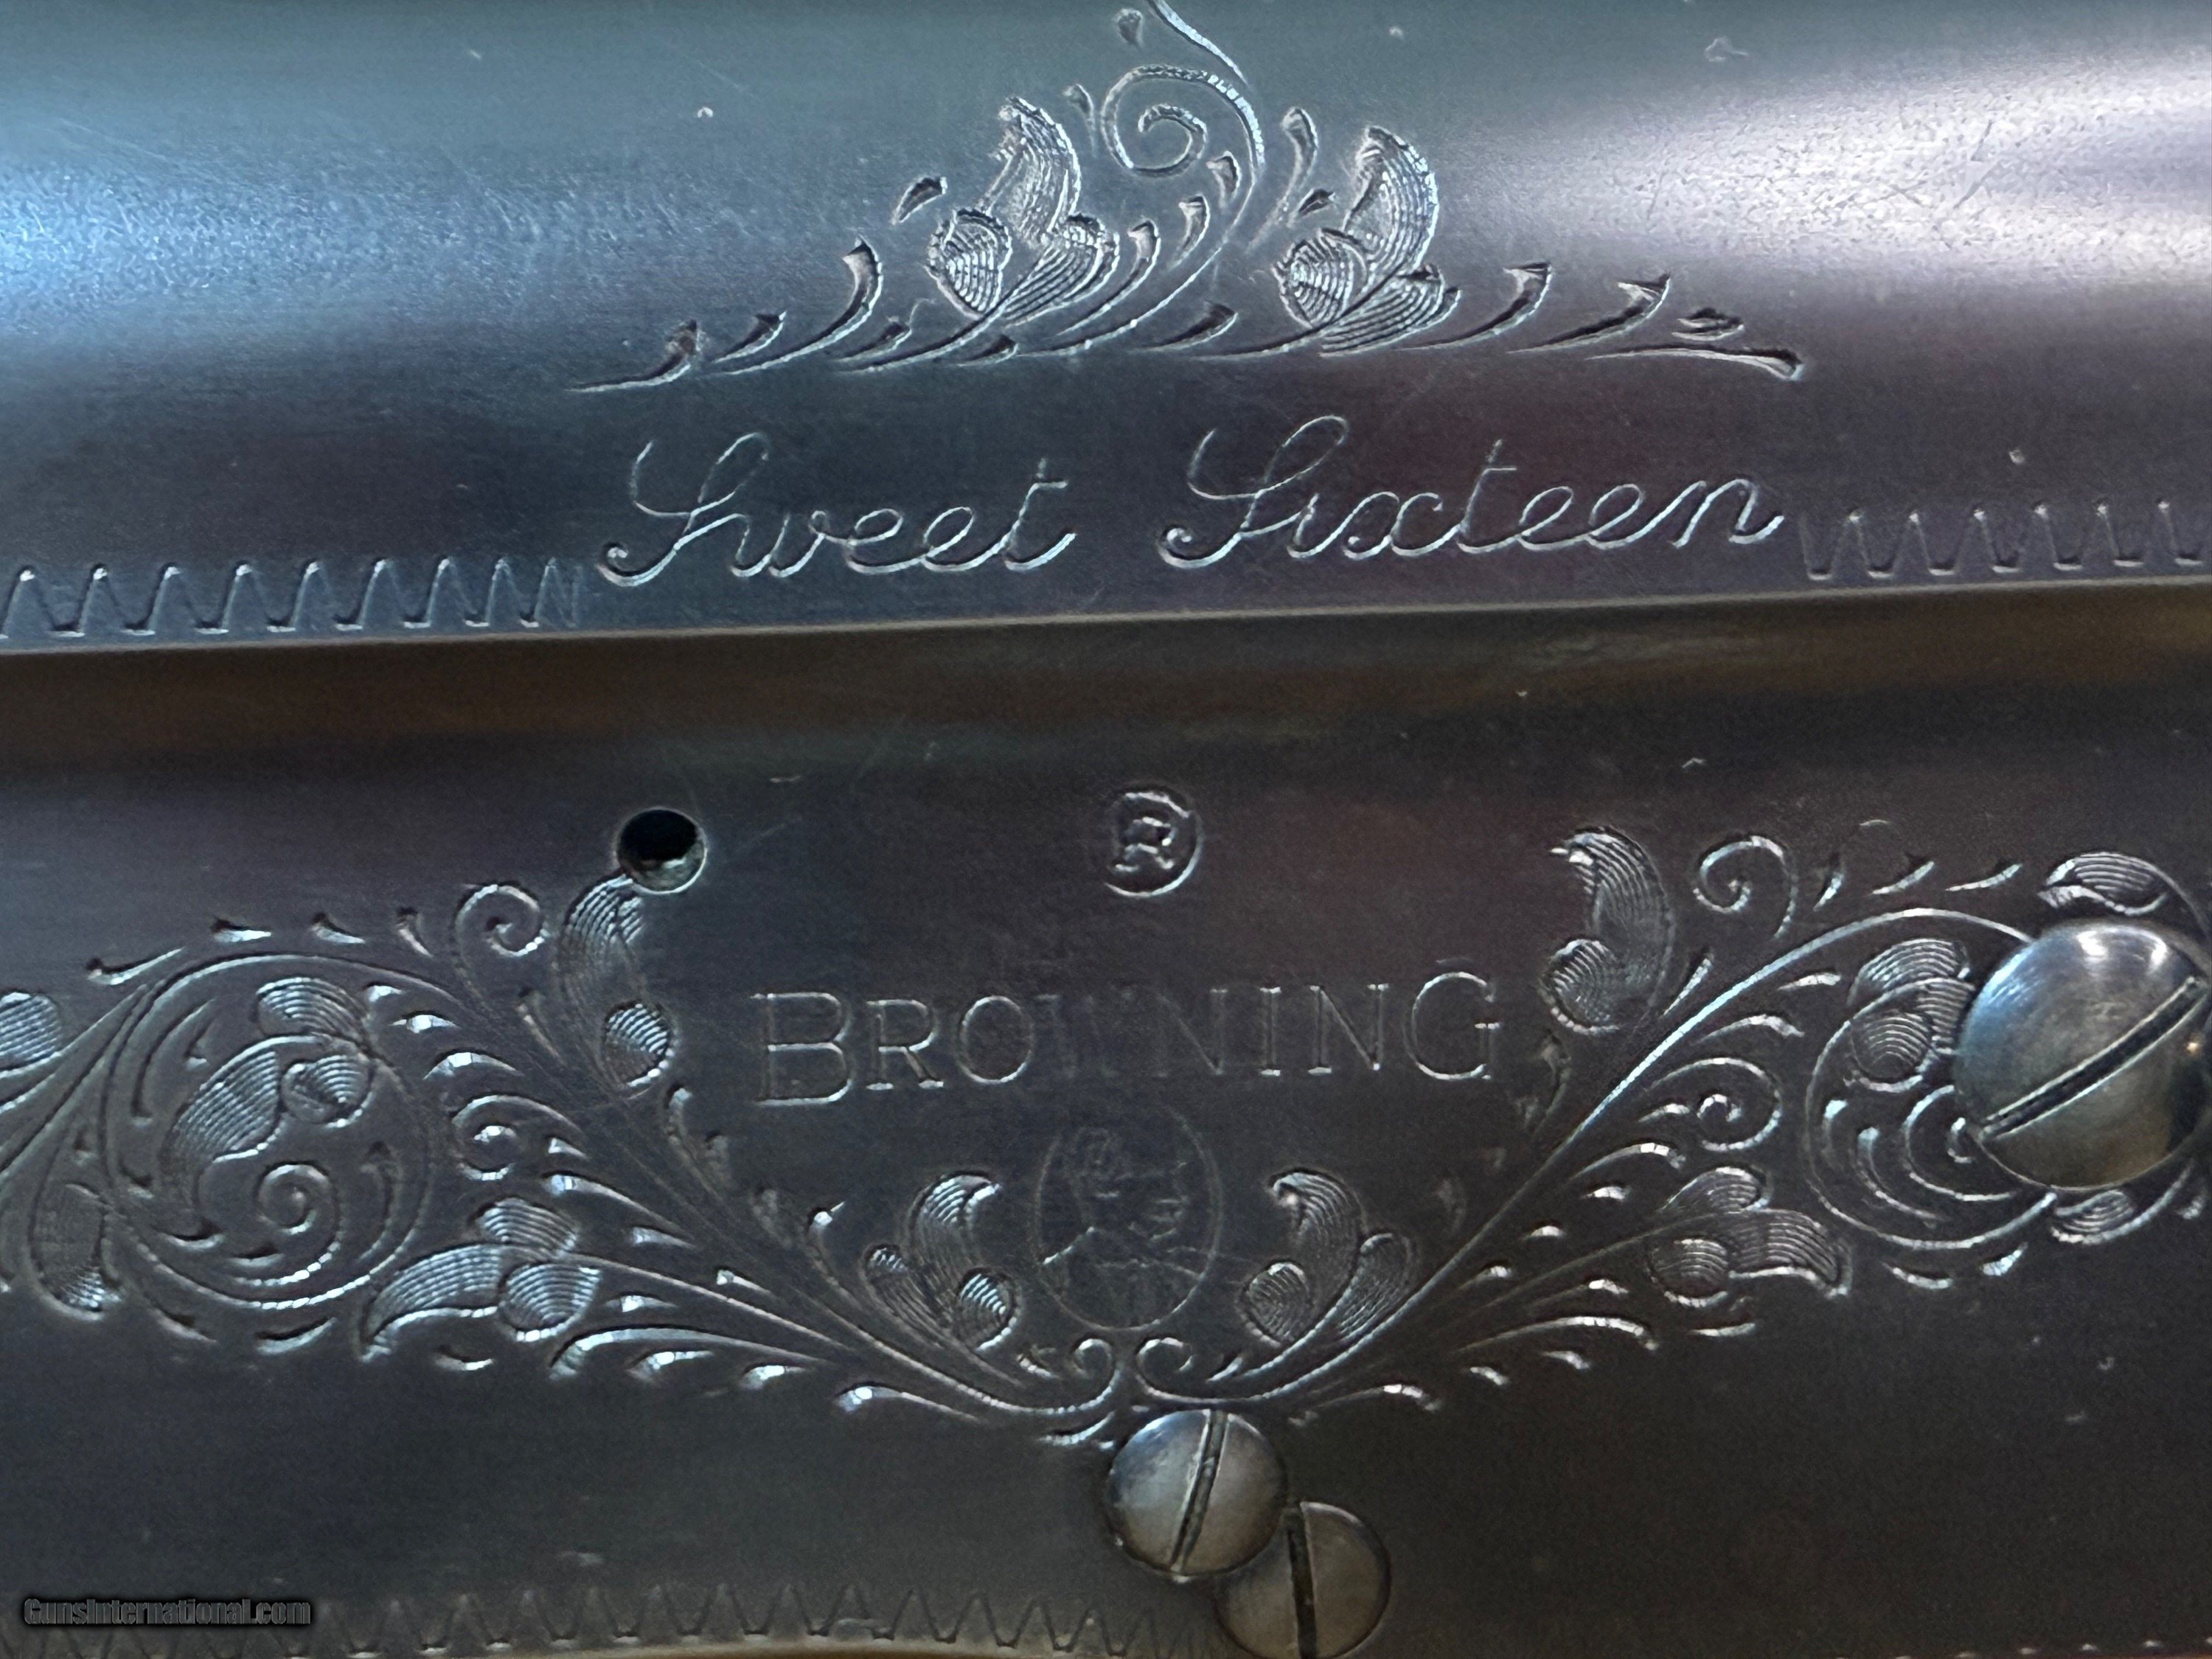 Sweet Sixteen
®
BROWNING
GunsInternational.com